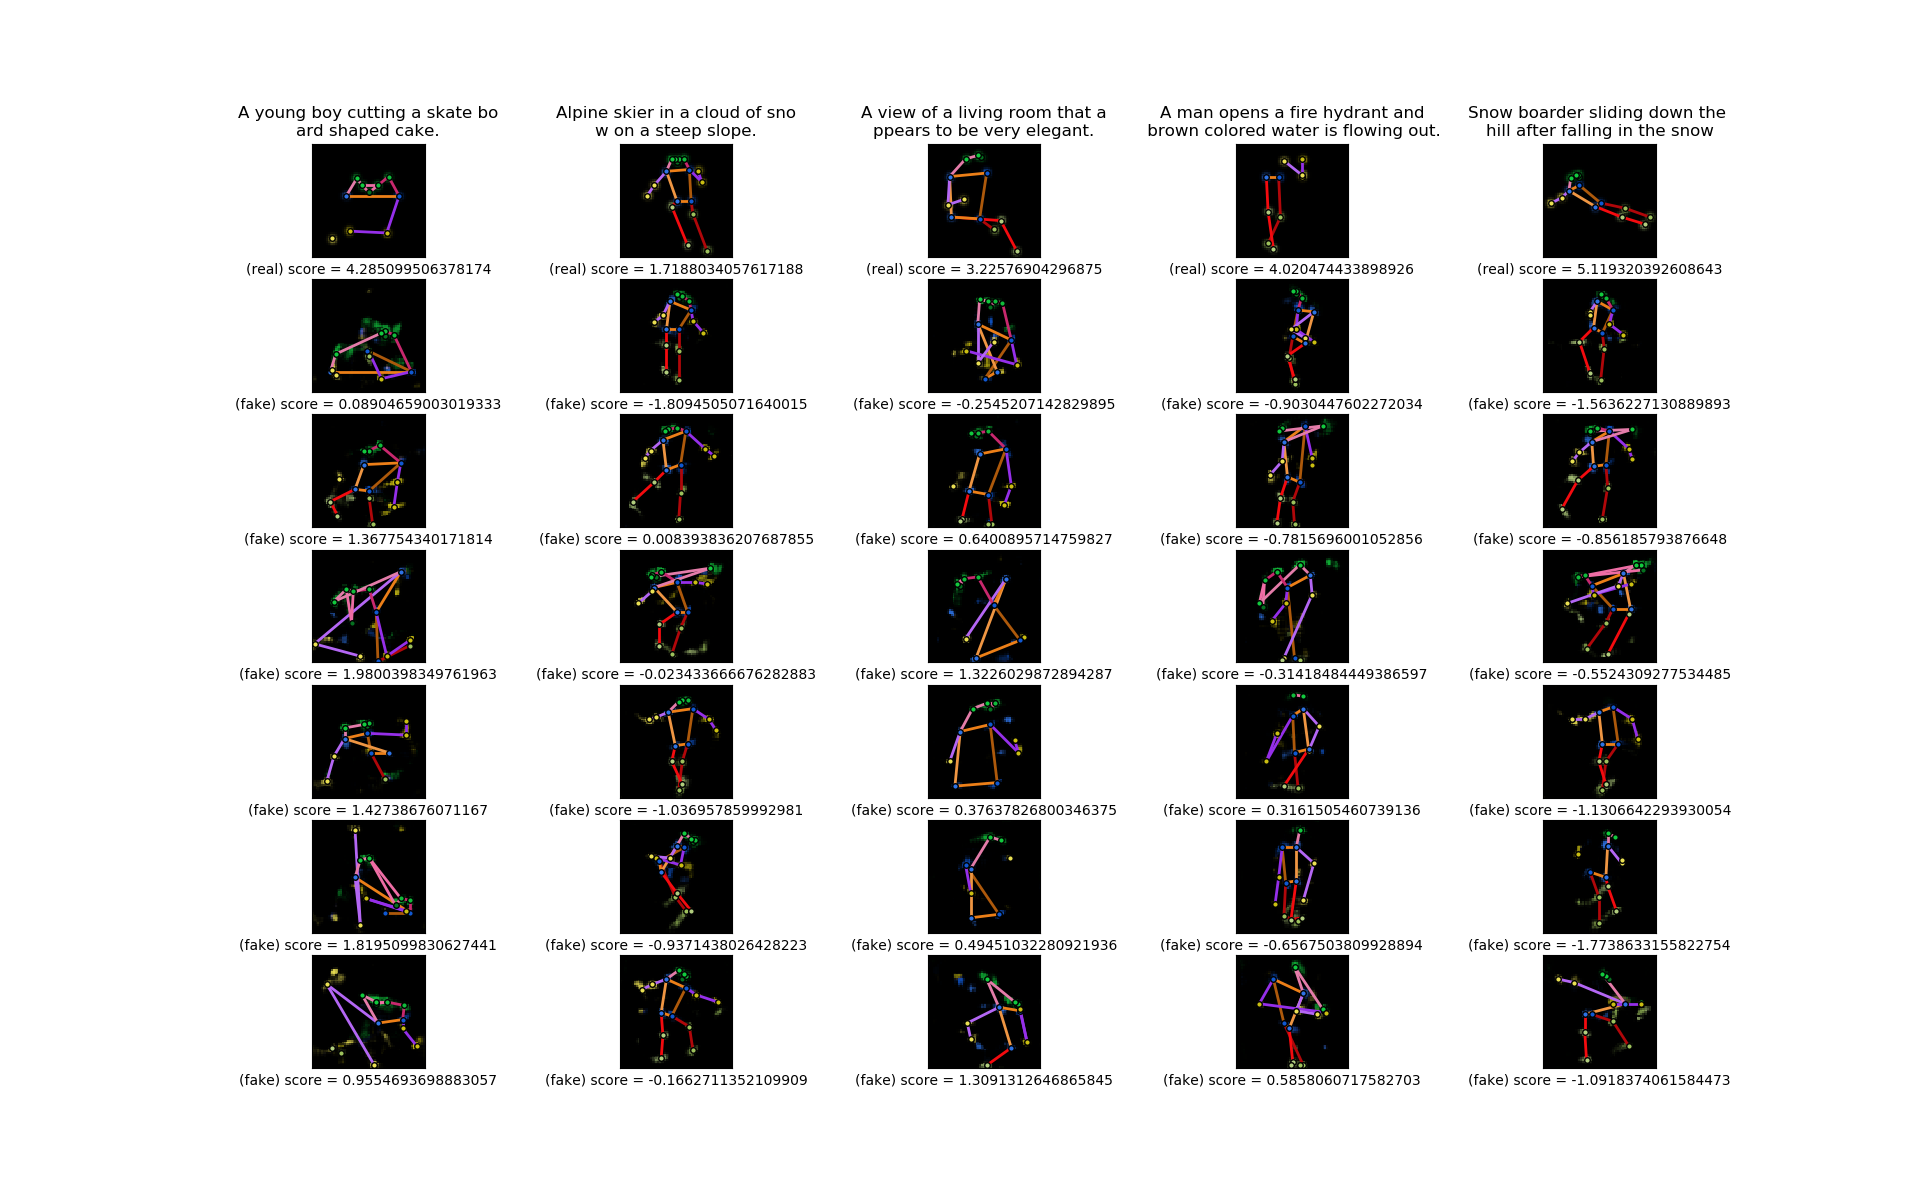 A young boy cutting a skate bo
ard shaped cake.
Alpine skier in a cloud of sno
w on a steep slope.
A view of a living room that a
ppears to be very elegant.
A man opens a fire hydrant and
brown colored water is flowing out.
Snow boarder sliding down the
hill after falling in the snow
(real) score = 4.285099506378174
(real) score = 1.7188034057617188
(real) score = 3.22576904296875
(real) score = 4.020474433898926
(real) score = 5.119320392608643
(fake) score = 0.08904659003019333
(fake) score = -1.8094505071640015
(fake) score = -0.2545207142829895
(fake) score = -0.9030447602272034
(fake) score = -1.5636227130889893
(fake) score = 1.367754340171814
(fake) score = 0.008393836207687855
(fake) score = 0.6400895714759827
(fake) score = -0.7815696001052856
(fake) score = -0.856185793876648
(fake) score = 1.9800398349761963
(fake) score = -0.023433666676282883
(fake) score = 1.3226029872894287
(fake) score = -0.31418484449386597
(fake) score = -0.5524309277534485
(fake) score = 1.42738676071167
(fake) score = -1.036957859992981
(fake) score = 0.37637826800346375
(fake) score = 0.3161505460739136
(fake) score = -1.1306642293930054
(fake) score = 1.8195099830627441
(fake) score = -0.9371438026428223
(fake) score = 0.49451032280921936
(fake) score = -0.6567503809928894
(fake) score = -1.7738633155822754
(fake) score = 0.9554693698883057
(fake) score = -0.1662711352109909
(fake) score = 1.3091312646865845
(fake) score = 0.5858060717582703
(fake) score = -1.0918374061584473